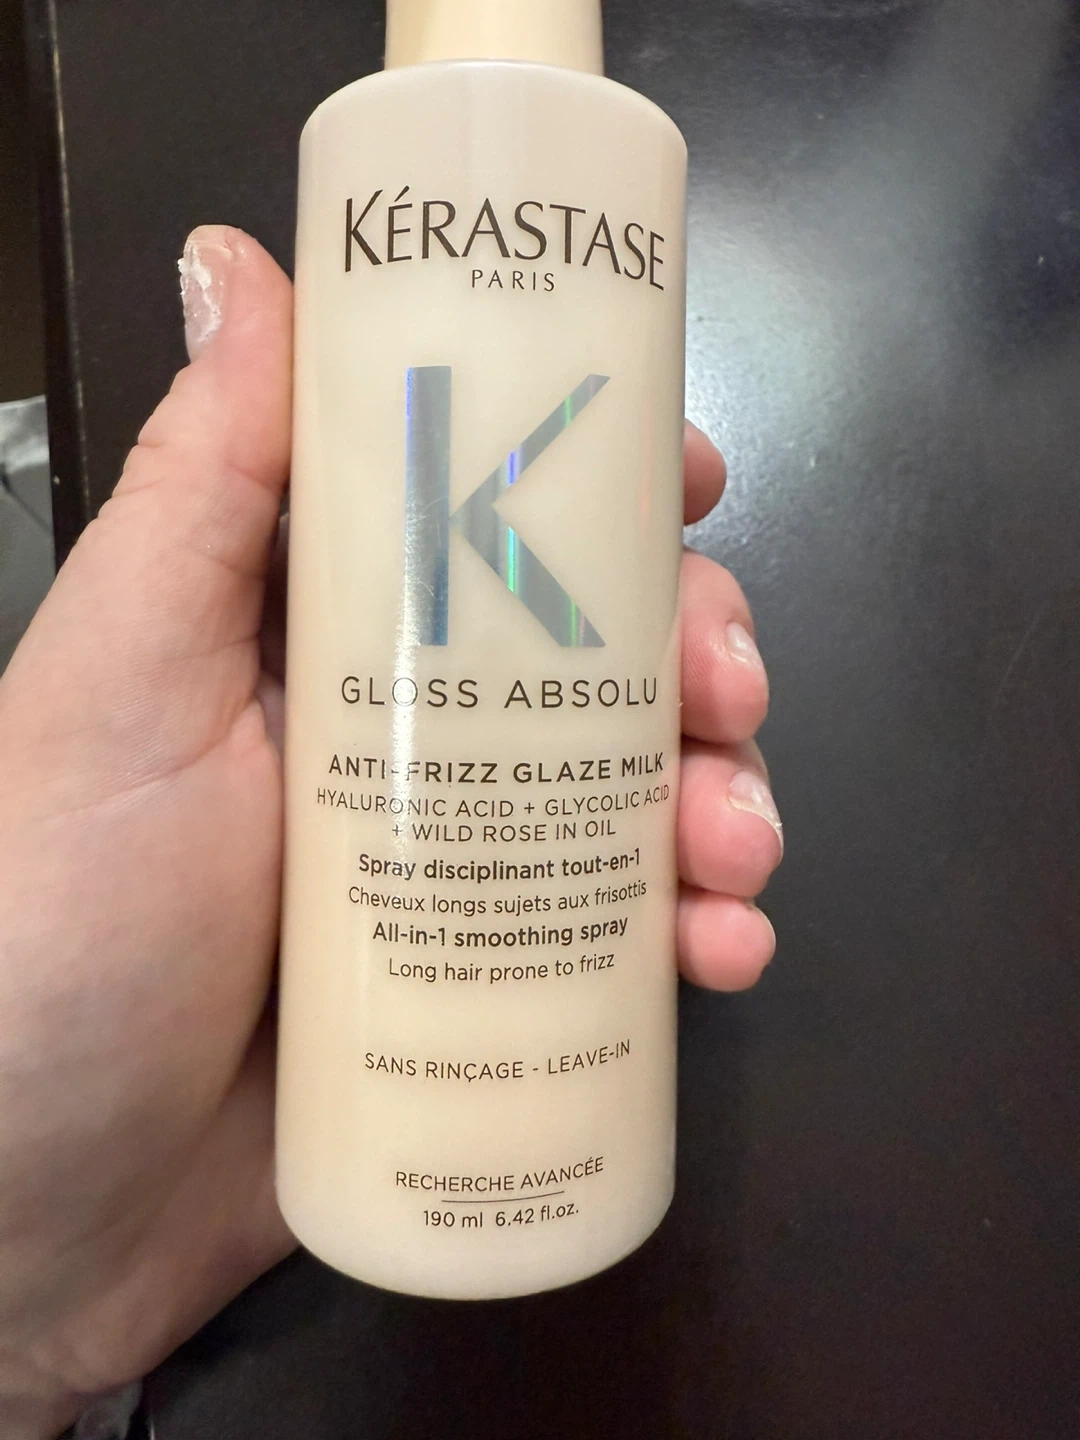 KÉRASTASE
PARIS
K
GLOSS ABSOLU
ANTI-FRIZZ GLAZE MILK
HYALURONIC ACID + GLYCOLIC ACID
+ WILD ROSE IN OIL
Spray disciplinant tout-en-1
Cheveux longs sujets aux frisottis
All-in-1 smoothing spray
Long hair prone to frizz
SANS RINÇAGE - LEAVE-IN
RECHERCHE AVANCÉE
190 ml 6.42 fl.oz.